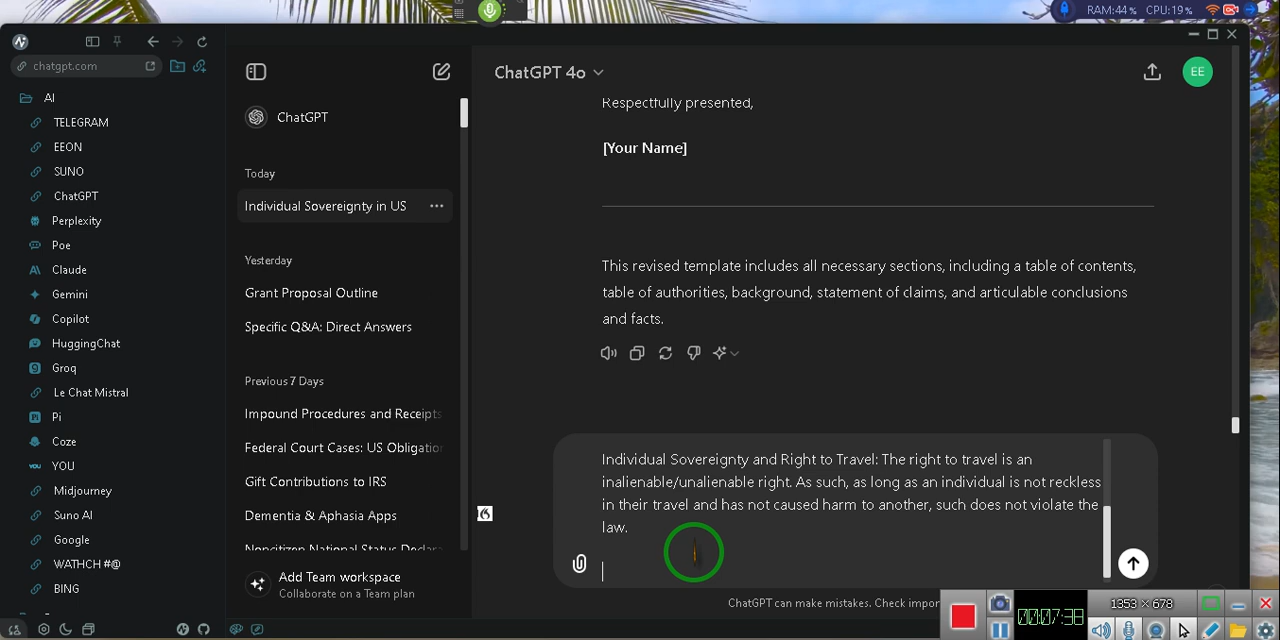 RAM:44% CPU:19%
chatgpt.com
AI
TELEGRAM
EEON
SUNO
ChatGPT
Perplexity
Poe
Claude
Gemini
Copilot
HuggingChat
Groq
Le Chat Mistral
Pi
Coze
YOU
Midjourney
Suno AI
Google
WATHCH #@
BING
ChatGPT
Today
Individual Sovereignty in US
Yesterday
Grant Proposal Outline
Specific Q&A: Direct Answers
Previous 7 Days
Impound Procedures and Receipts
Federal Court Cases: US Obligation
Gift Contributions to IRS
Dementia & Aphasia Apps
Noncitizen National Status Declar
Add Team workspace
Collaborate on a Team plan
ChatGPT 4o
EE
Respectfully presented,
[Your Name]
This revised template includes all necessary sections, including a table of contents,
table of authorities, background, statement of claims, and articulable conclusions
and facts.
Individual Sovereignty and Right to Travel: The right to travel is an
inalienable/unalienable right. As such, as long as an individual is not reckless
in their travel and has not caused harm to another, such does not violate the
law.
ChatGPT can make mistakes. Check impor
00:07:38
1353 × 678